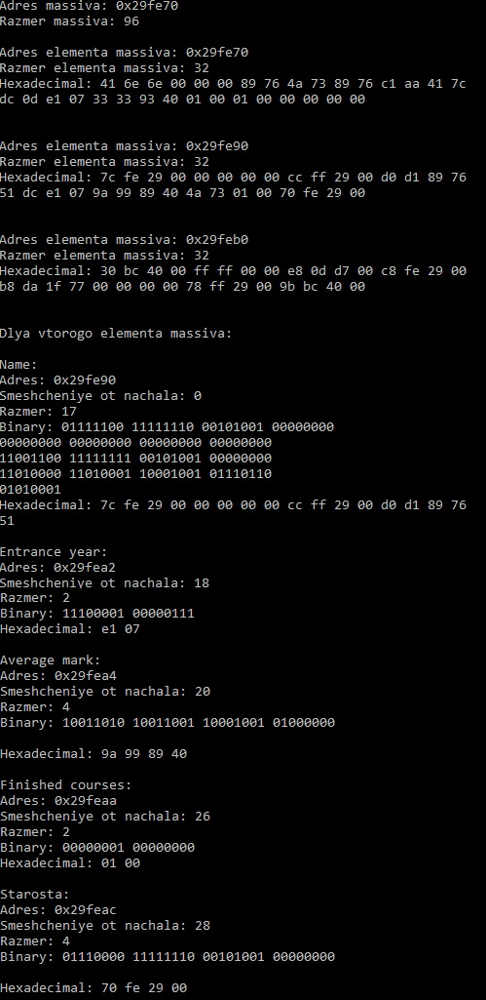 Adres massiva: 0x29fe70
Razmer massiva: 96
Adres elementa massiva: 0x29fe70
Razmer elementa massiva: 32
Hexadecimal: 41 6e 6e 00 00 00 89 76 4a 73 89 76 c1 aa 41 7c
dc 0d e1 07 33 33 93 40 01 00 01 00 00 00 00 00
Adres elementa massiva: 0x29fe90
Razmer elementa massiva: 32
Hexadecimal: 7c fe 29 00 00 00 00 00 cc ff 29 00 d0 d1 89 76
51 dc e1 07 9a 99 89 40 4a 73 01 00 70 fe 29 00
Adres elementa massiva: 0x29feb0
Razmer elementa massiva: 32
Hexadecimal: 30 bc 40 00 ff ff 00 00 e8 0d d7 00 c8 fe 29 00
b8 da 1f 77 00 00 00 00 78 ff 29 00 9b bc 40 00
Dlya vtorogo elementa massiva:
Name:
Adres: 0x29fe90
Smeshcheniye ot nachala: 0
Razmer: 17
Binary: 01111100 11111110 00101001 00000000
00000000 00000000 00000000 00000000
11001100 11111111 00101001 00000000
11010000 11010001 10001001 01110110
01010001
Hexadecimal: 7c fe 29 00 00 00 00 00 cc ff 29 00 d0 d1 89 76
51
Entrance year:
Adres: 0x29fea2
Smeshcheniye ot nachala: 18
Razmer: 2
Binary: 11100001 00000111
Hexadecimal: e1 07
Average mark:
Adres: 0x29fea4
Smeshcheniye ot nachala: 20
Razmer: 4
Binary: 10011010 10011001 10001001 01000000
Hexadecimal: 9a 99 89 40
Finished courses:
Adres: 0x29feaa
Smeshcheniye ot nachala: 26
Razmer: 2
Binary: 00000001 00000000
Hexadecimal: 01 00
Starosta:
Adres: 0x29feac
Smeshcheniye ot nachala: 28
Razmer: 4
Binary: 01110000 11111110 00101001 00000000
Hexadecimal: 70 fe 29 00